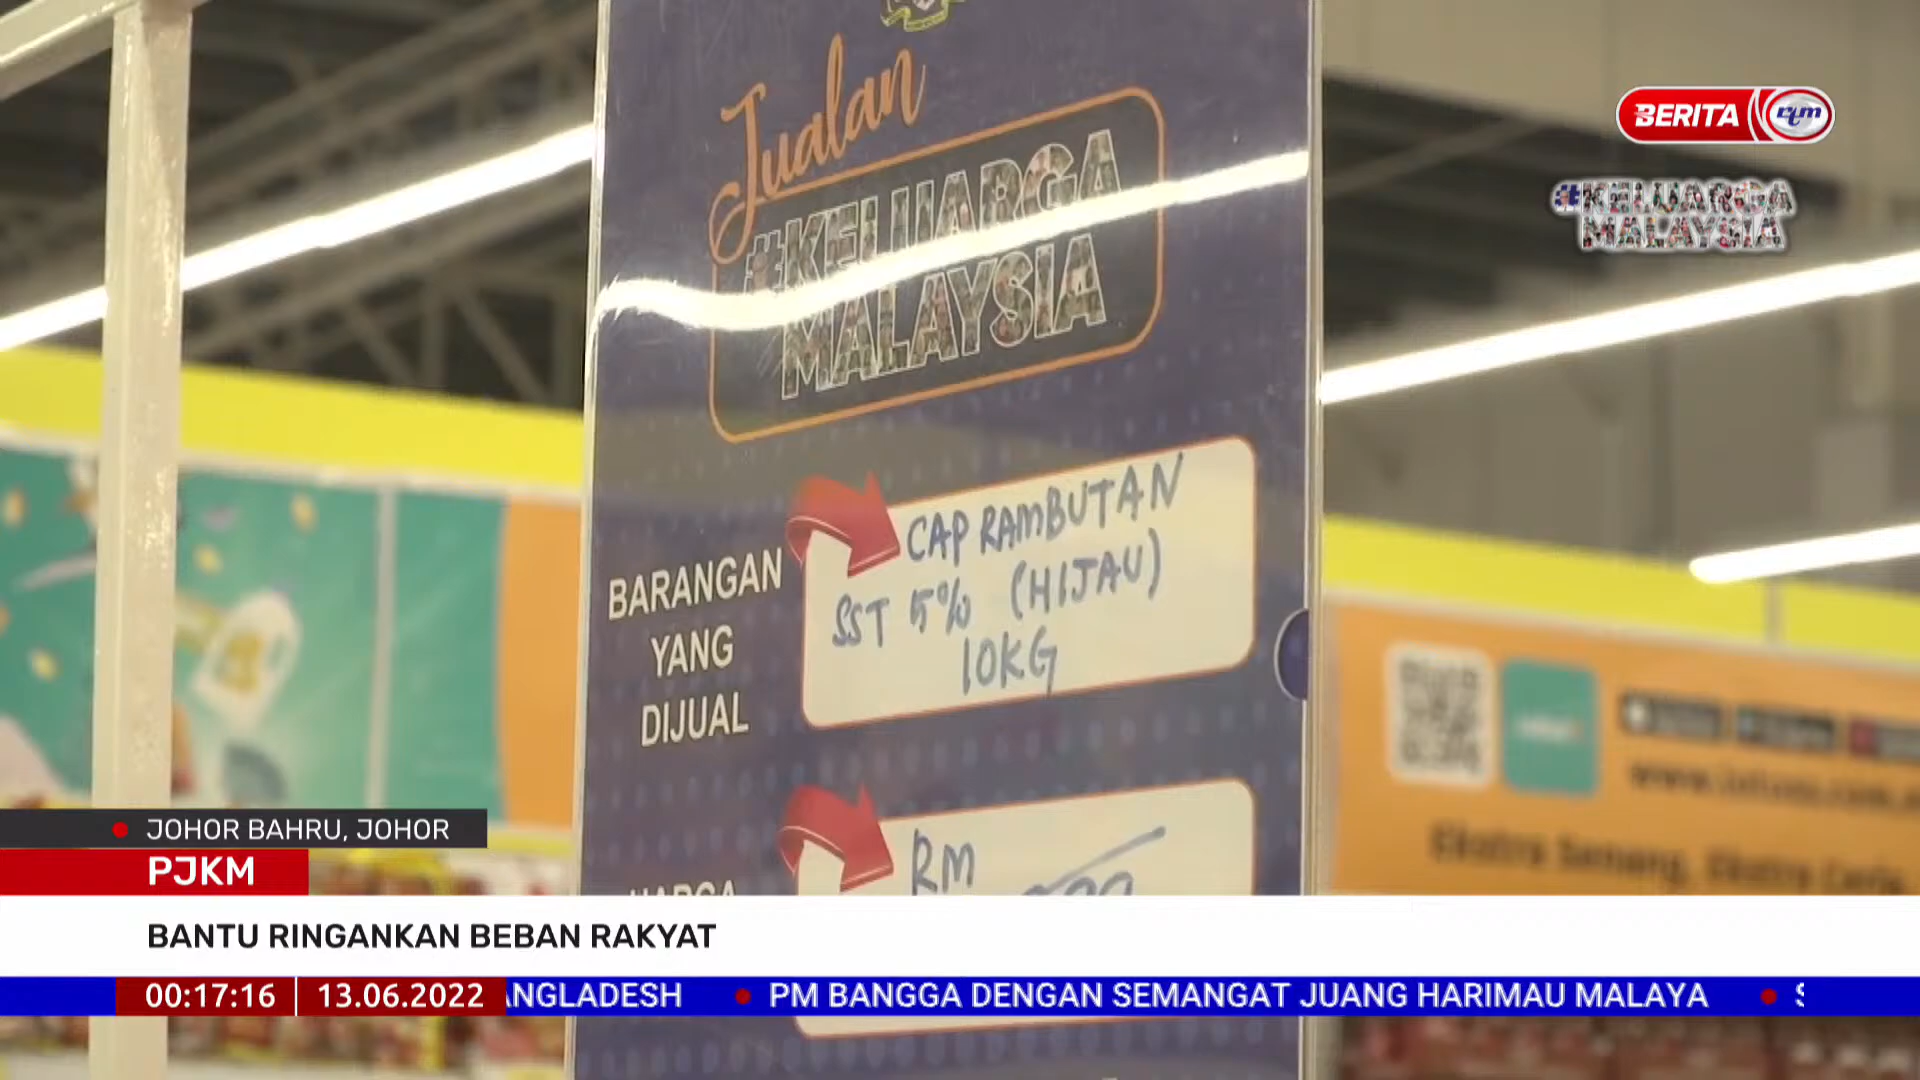 Jualan
#KELUARGA
MALAYSIA
BERITA rtm
#KELUARGA
MALAYSIA
BARANGAN
YANG
DIJUAL
CAP RAMBUTAN
SST 5% (HIJAU)
10KG
HARGA
RM
JOHOR BAHRU, JOHOR
PJKM
BANTU RINGANKAN BEBAN RAKYAT
00:17:16 13.06.2022 NGLADESH • PM BANGGA DENGAN SEMANGAT JUANG HARIMAU MALAYA • S